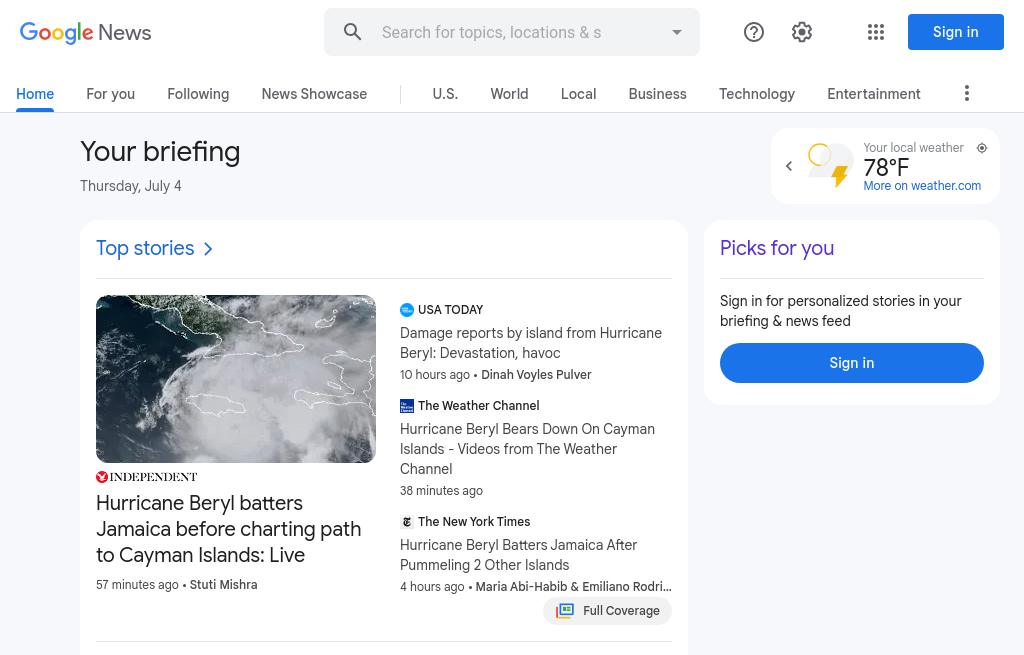 Google News
Search for topics, locations & s
Sign in
Home
For you
Following
News Showcase
U.S.
World
Local
Business
Technology
Entertainment
Your briefing
Thursday, July 4
Your local weather
78°F
More on weather.com
Top stories
INDEPENDENT
Hurricane Beryl batters
Jamaica before charting path
to Cayman Islands: Live
57 minutes ago • Stuti Mishra
USA TODAY
Damage reports by island from Hurricane
Beryl: Devastation, havoc
10 hours ago • Dinah Voyles Pulver
The Weather Channel
Hurricane Beryl Bears Down On Cayman
Islands - Videos from The Weather
Channel
38 minutes ago
The New York Times
Hurricane Beryl Batters Jamaica After
Pummeling 2 Other Islands
4 hours ago • Maria Abi-Habib & Emiliano Rodri...
Full Coverage
Picks for you
Sign in for personalized stories in your
briefing & news feed
Sign in